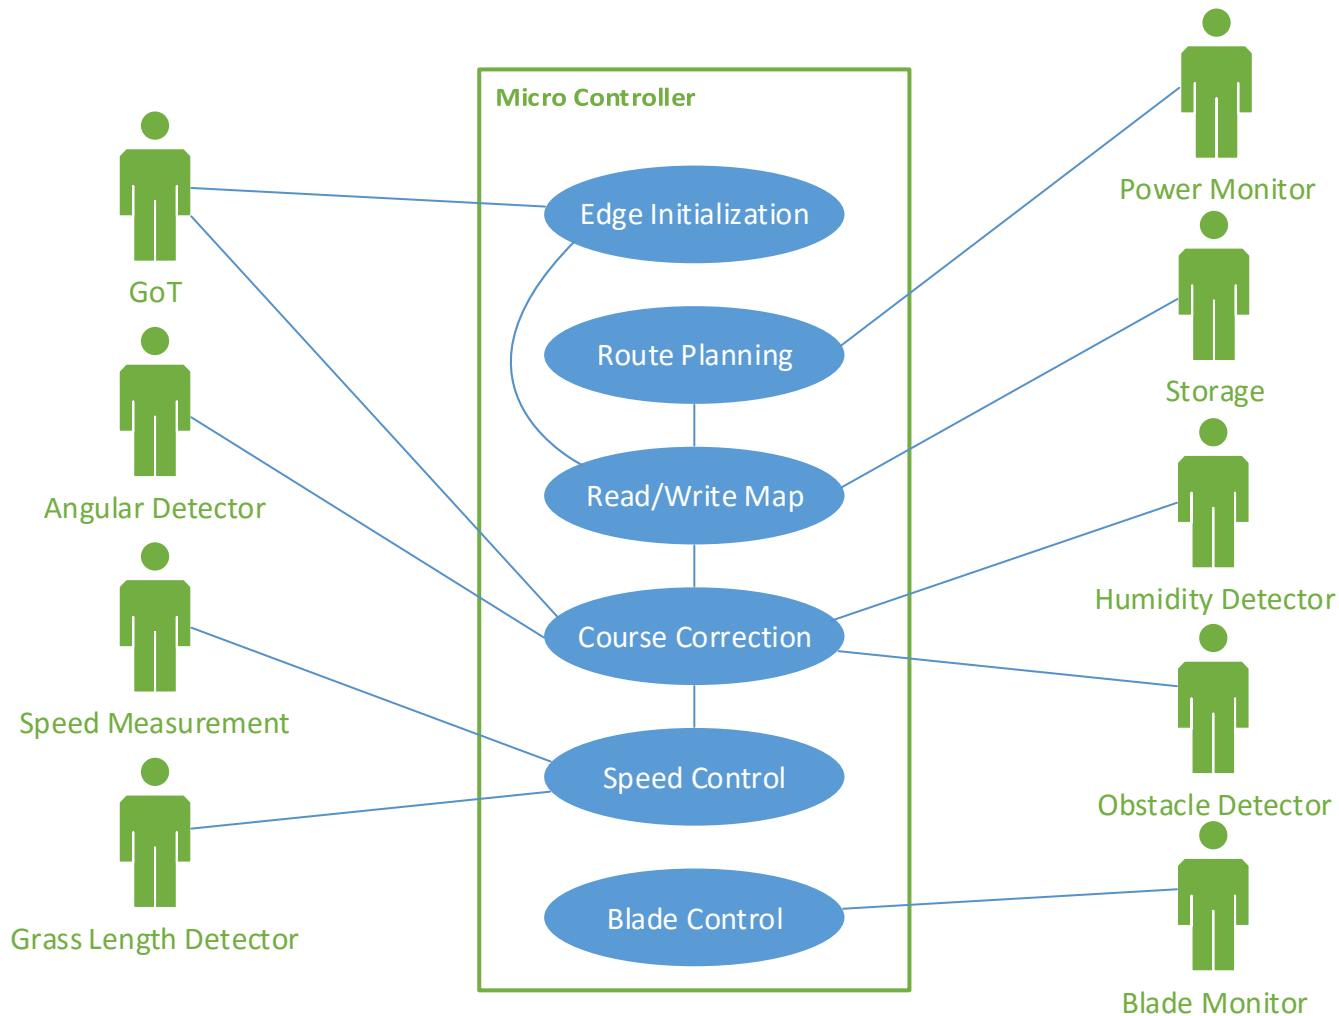 Micro Controller
GoT
Angular Detector
Speed Measurement
Grass Length Detector
Edge Initialization
Route Planning
Read/Write Map
Course Correction
Speed Control
Blade Control
Power Monitor
Storage
Humidity Detector
Obstacle Detector
Blade Monitor